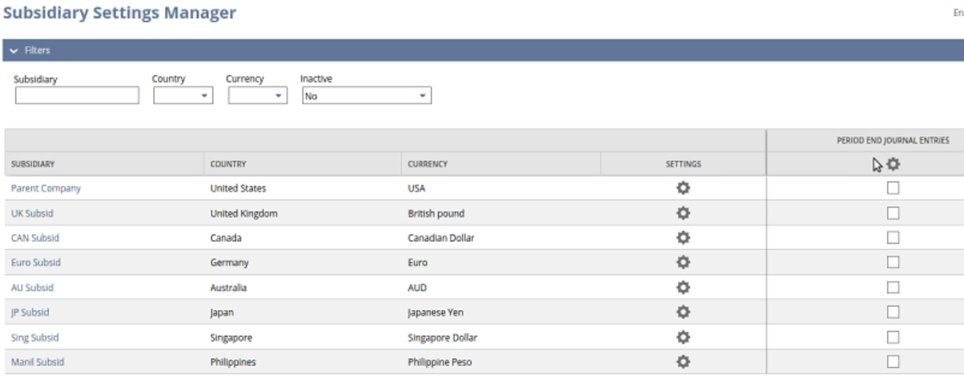 Subsidiary Settings Manager
En
Filters
Subsidiary Country Currency Inactive
No
PERIOD END JOURNAL ENTRIES
SUBSIDIARY COUNTRY CURRENCY SETTINGS
Parent Company United States USA
UK Subsid United Kingdom British pound
CAN Subsid Canada Canadian Dollar
Euro Subsid Germany Euro
AU Subsid Australia AUD
JP Subsid Japan Japanese Yen
Sing Subsid Singapore Singapore Dollar
Manil Subsid Philippines Philippine Peso